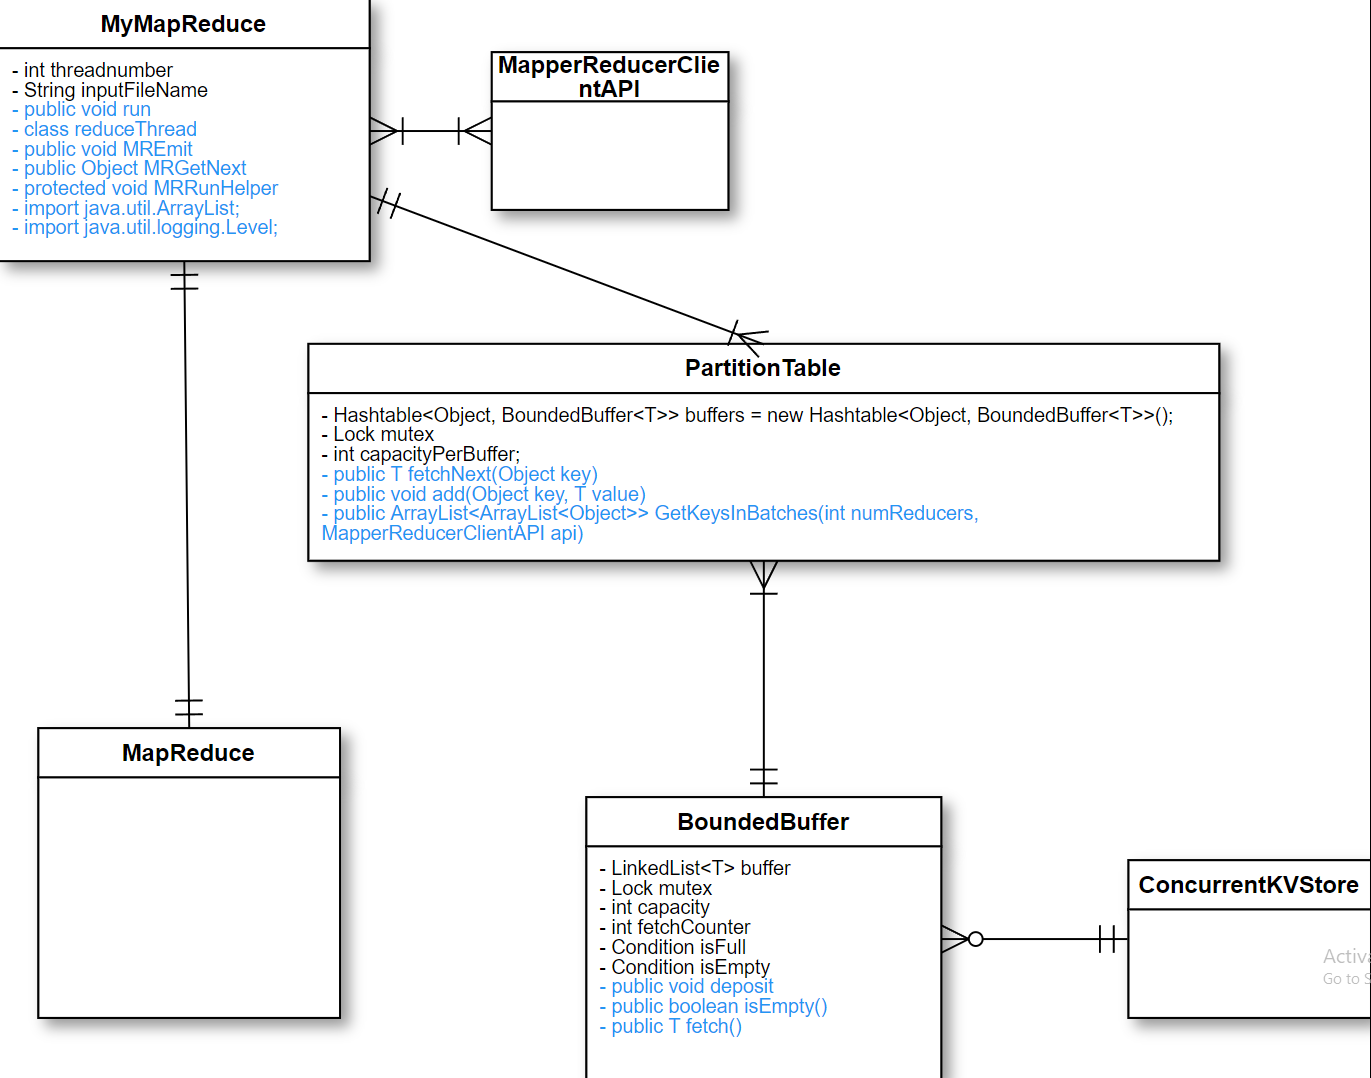 MyMapReduce
- int threadnumber
- String inputFileName
- public void run
- class reduceThread
- public void MREmit
- public Object MRGetNext
- protected void MRRunHelper
- import java.util.ArrayList;
- import java.util.logging.Level;
MapperReducerClie
ntAPI
PartitionTable
- Hashtable<Object, BoundedBuffer<T>> buffers = new Hashtable<Object, BoundedBuffer<T>>();
- Lock mutex
- int capacityPerBuffer;
- public T fetchNext(Object key)
- public void add(Object key, T value)
- public ArrayList<ArrayList<Object>> GetKeysInBatches(int numReducers,
MapperReducerClientAPI api)
MapReduce
BoundedBuffer
- LinkedList<T> buffer
- Lock mutex
- int capacity
- int fetchCounter
- Condition isFull
- Condition isEmpty
- public void deposit
- public boolean isEmpty()
- public T fetch()
ConcurrentKVStore
Go to